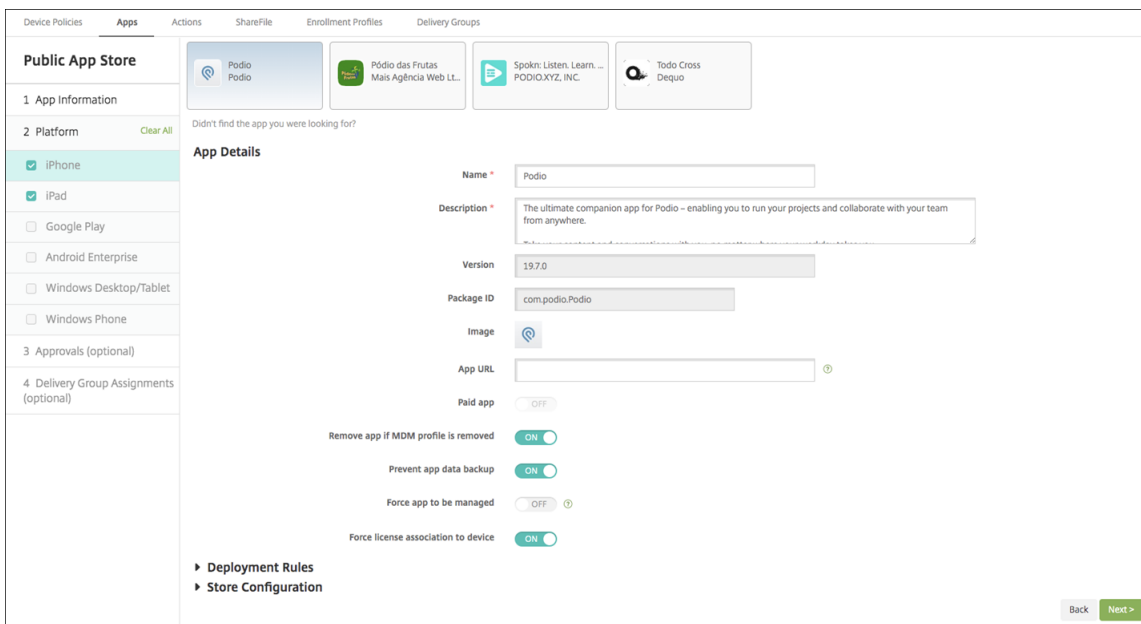 Device Policies
Apps
Actions
ShareFile
Enrollment Profiles
Delivery Groups
Public App Store
1 App Information
2 Platform
Clear All
iPhone
iPad
Google Play
Android Enterprise
Windows Desktop/Tablet
Windows Phone
3 Approvals (optional)
4 Delivery Group Assignments
(optional)
Podio
Podio
Pódio das Frutas
Mais Agência Web Lt...
Spokn: Listen. Learn. ...
PODIO.XYZ, INC.
Todo Cross
Dequo
Didn't find the app you were looking for?
App Details
Name *
Podio
Description *
The ultimate companion app for Podio – enabling you to run your projects and collaborate with your team
from anywhere.
Version
19.7.0
Package ID
com.podio.Podio
Image
App URL
Paid app
OFF
Remove app if MDM profile is removed
ON
Prevent app data backup
ON
Force app to be managed
OFF
Force license association to device
ON
Deployment Rules
Store Configuration
Back
Next >